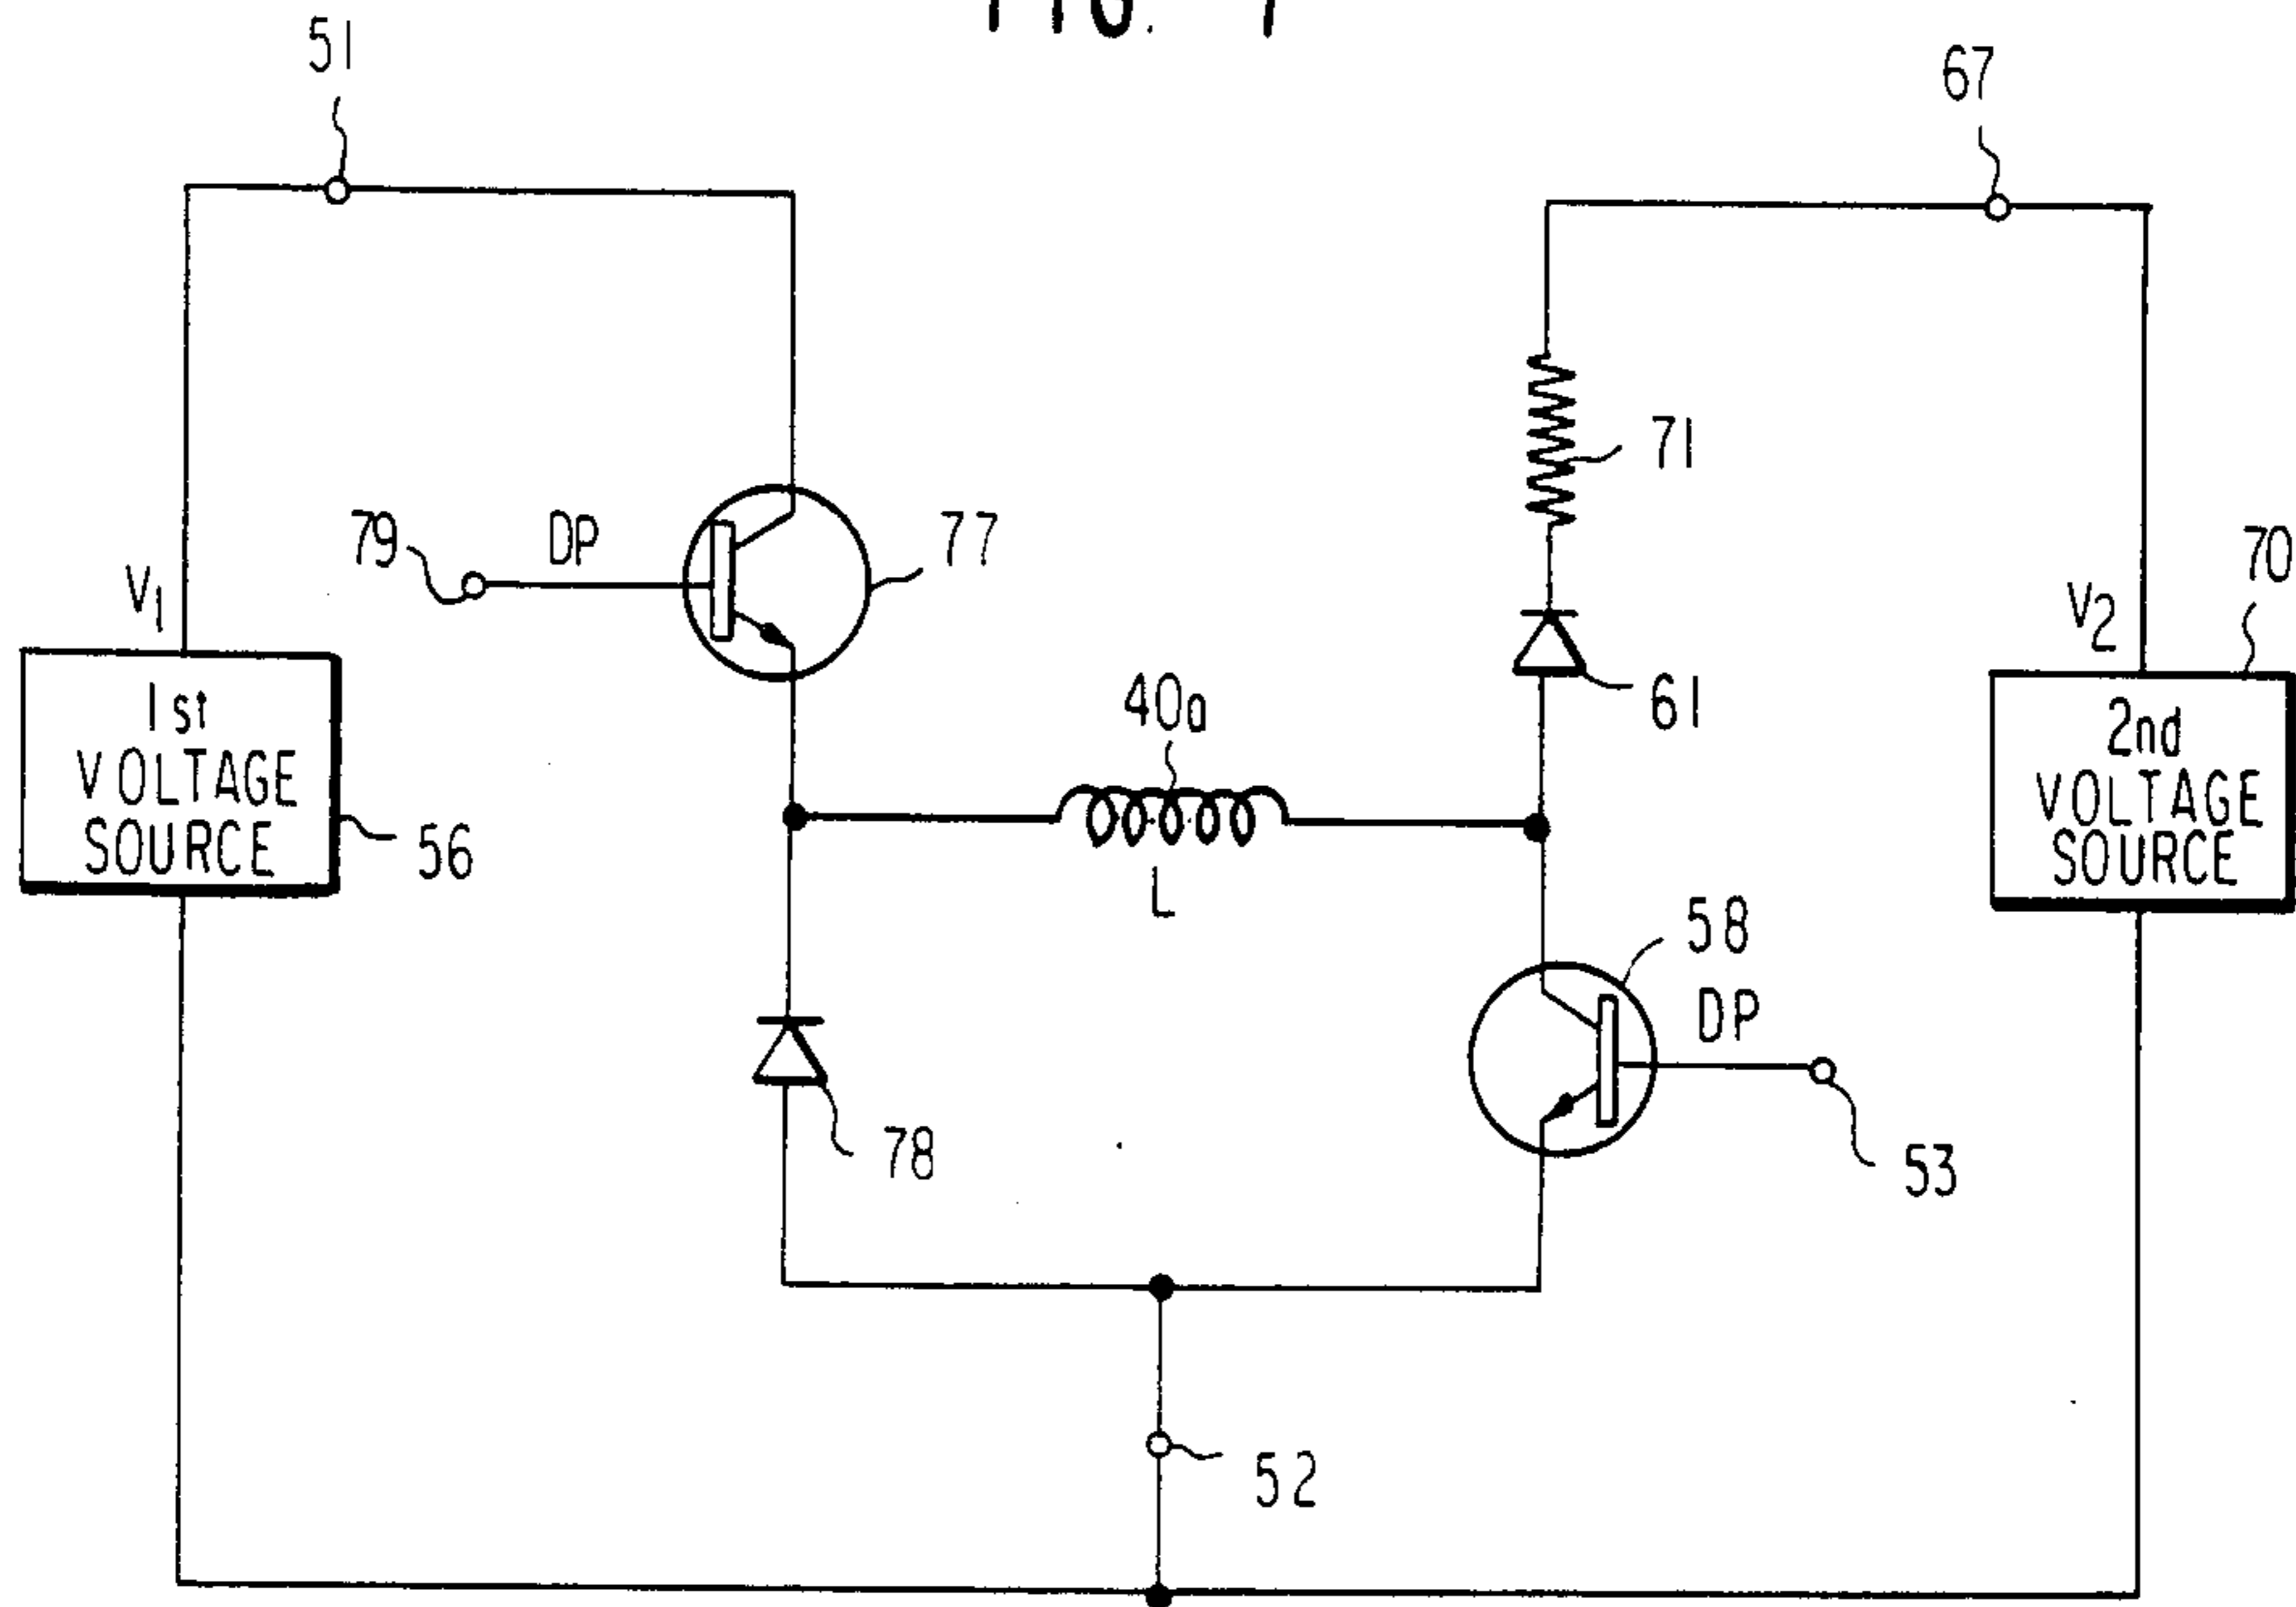 51
67
79
DP
77
71
V1
V2
70
1st
VOLTAGE
SOURCE
56
40a
L
61
2nd
VOLTAGE
SOURCE
58
DP
78
53
52